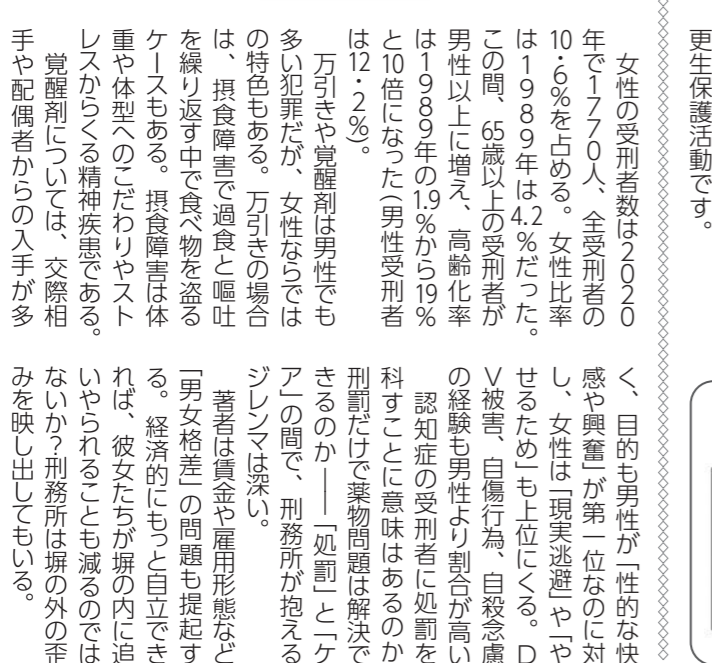 更生保護活動です。
女性の受刑者数は2020
年で1770人、全受刑者の
10・6%を占める。女性比率
は1989年は4.2%だった。
この間、65歳以上の受刑者が
男性以上に増え、高齢化率
は1989年の1.9%から19%
と10倍になった(男性受刑者
は12・2%)。
万引きや覚醒剤は男性でも
多い犯罪だが、女性ならでは
の特色もある。万引きの場合
は、摂食障害で過食と嘔吐
を繰り返す中で食べ物を盗る
ケースもある。摂食障害は体
重や体型へのこだわりやスト
レスからくる精神疾患である。
覚醒剤については、交際相
手や配偶者からの入手が多
く、目的も男性が「性的な快
感や興奮」が第一位なのに対
し、女性は「現実逃避」や「や
せるため」も上位にくる。D
V被害、自傷行為、自殺念慮
の経験も男性より割合が高い
認知症の受刑者に処罰を
科すことに意味はあるのか
刑罰だけで薬物問題は解決で
きるのか――「処罰」と「ケ
ア」の間で、刑務所が抱える
ジレンマは深い。
著者は賃金や雇用形態など
「男女格差」の問題も提起す
る。経済的にもっと自立でき
れば、彼女たちが塀の内に追
いやられることも減るのでは
ないか?刑務所は塀の外の歪
みを映し出してもいる。